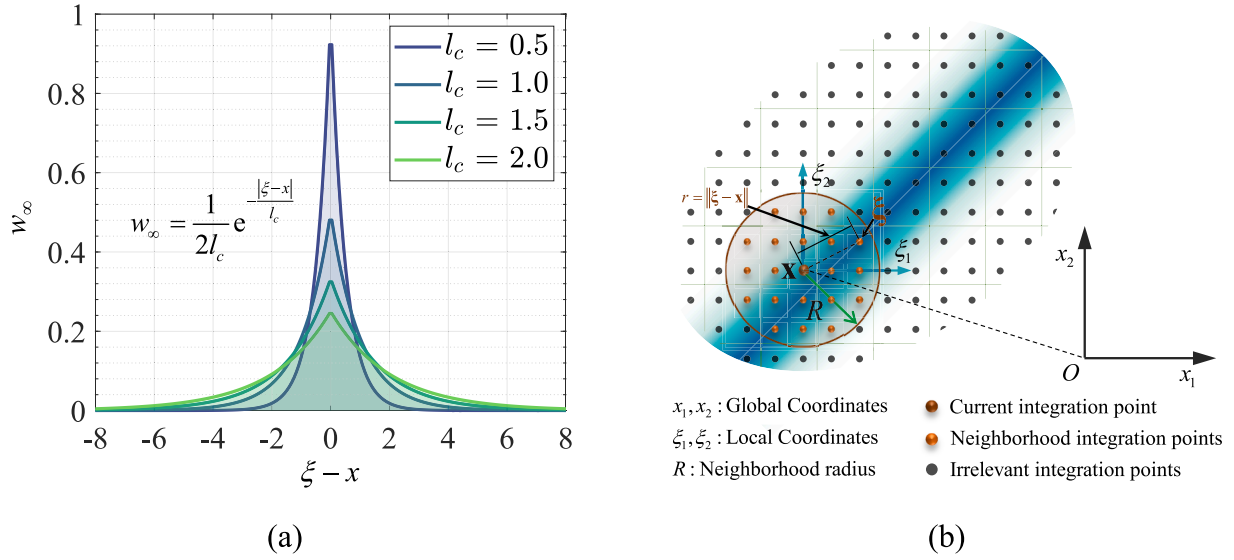 1
0.8
0.6
0.4
0.2
0
w∞
-8 -6 -4 -2 0 2 4 6 8
ξ − x
l_c = 0.5
l_c = 1.0
l_c = 1.5
l_c = 2.0
w∞ = 1/(2l_c) e^(−|ξ−x|/l_c)
(a)
ξ₂
r = ‖ξ − x‖
ξ
x
ξ₁
R
x₂
O
x₁
x₁, x₂ : Global Coordinates
ξ₁, ξ₂ : Local Coordinates
R : Neighborhood radius
Current integration point
Neighborhood integration points
Irrelevant integration points
(b)